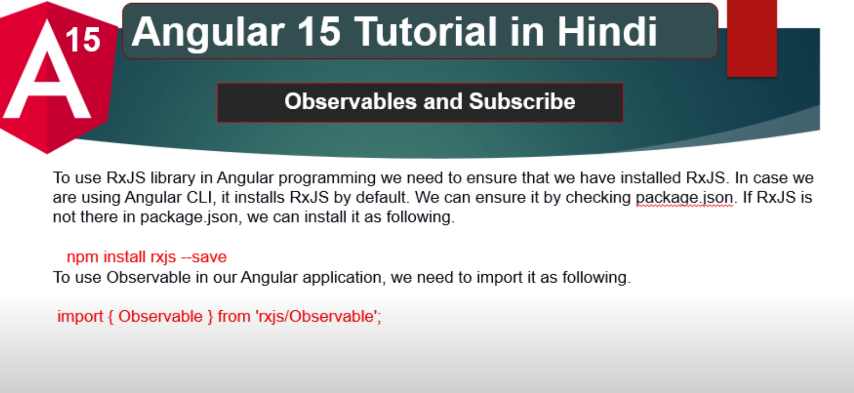 15
Angular 15 Tutorial in Hindi
A
Observables and Subscribe
To use RxJS library in Angular programming we need to ensure that we have installed RxJS. In case we
are using Angular CLI, it installs RxJS by default. We can ensure it by checking package.json. If RxJS is
not there in package.json, we can install it as following.
npm install rxjs --save
To use Observable in our Angular application, we need to import it as following.
import { Observable } from 'rxjs/Observable';